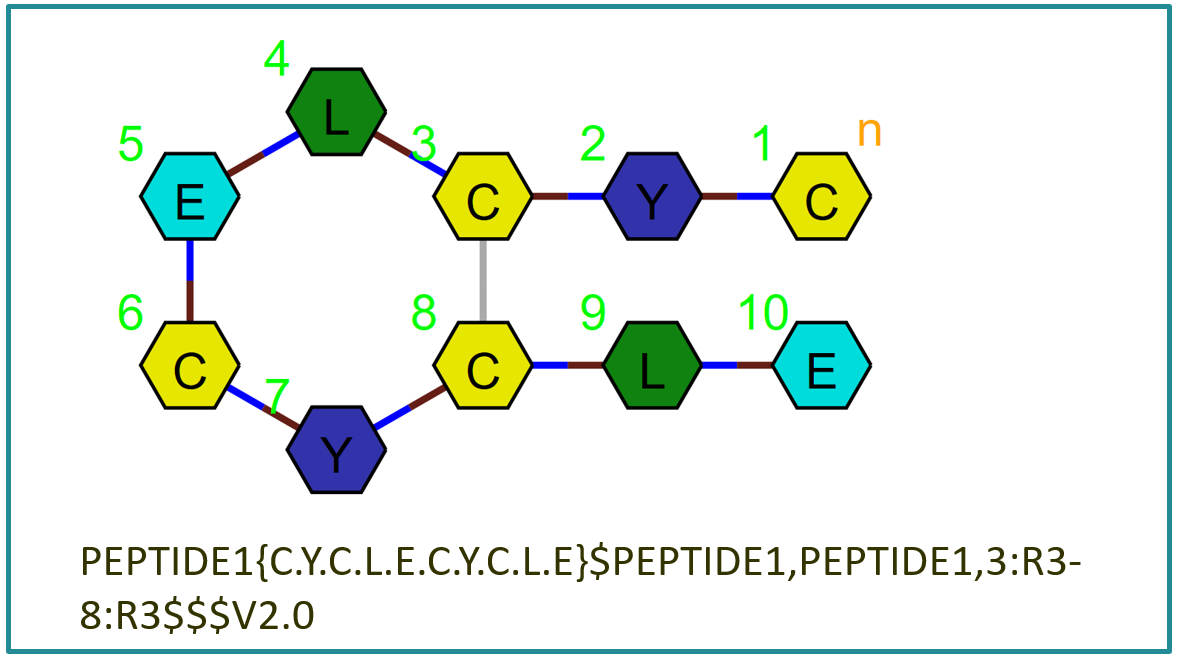 4
5 L 3 2 1 n
E C Y C
6 8 9 10
C 7 C L E
Y
PEPTIDE1{C.Y.C.L.E.C.Y.C.L.E}$PEPTIDE1,PEPTIDE1,3:R3-
8:R3$$$V2.0